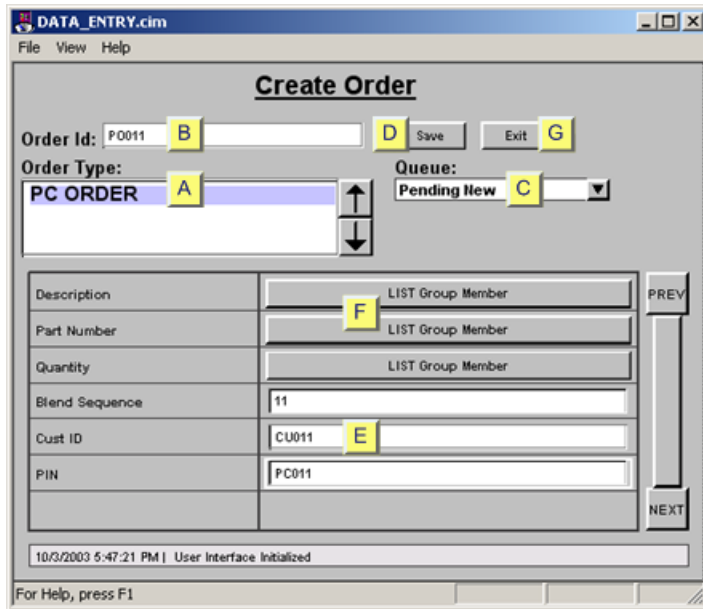 DATA_ENTRY.cim
File View Help
Create Order
Order Id: PO011 B D Save Exit G
Order Type: Queue:
PC ORDER A Pending New C
Description LIST Group Member PREV
F
Part Number LIST Group Member
Quantity LIST Group Member
Blend Sequence 11
Cust ID CU011 E
PIN PC011
NEXT
10/3/2003 5:47:21 PM | User Interface Initialized
For Help, press F1